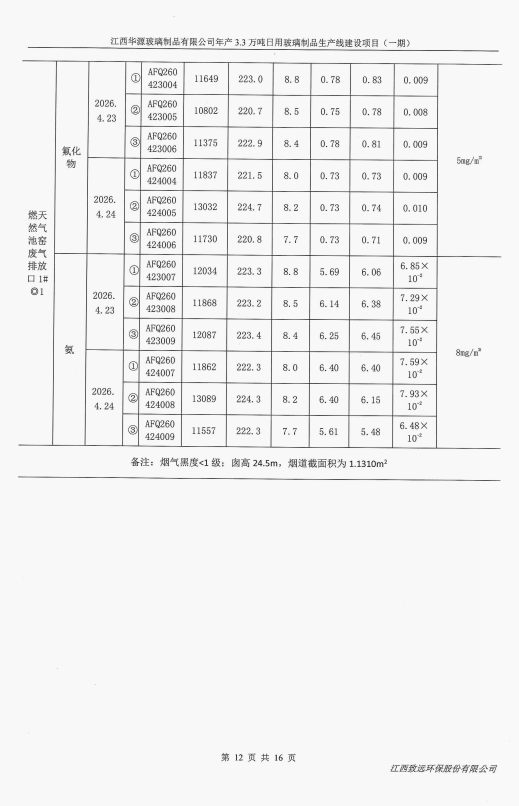 江西华源玻璃制品有限公司年产 3.3 万吨日用玻璃制品生产线建设项目（一期）
燃天然气池窑废气排放口 1# ◎1 氟化物 2026.4.23 ① AFQ260423004 11649 223.0 8.8 0.78 0.83 0.009 5mg/m³
② AFQ260423005 10802 220.7 8.5 0.75 0.78 0.008
③ AFQ260423006 11375 222.9 8.4 0.78 0.81 0.009
2026.4.24 ① AFQ260424004 11837 221.5 8.0 0.73 0.73 0.009
② AFQ260424005 13032 224.7 8.2 0.73 0.74 0.010
③ AFQ260424006 11730 220.8 7.7 0.73 0.71 0.009
氨 2026.4.23 ① AFQ260423007 12034 223.3 8.8 5.69 6.06 6.85×10⁻² 8mg/m³
② AFQ260423008 11868 223.2 8.5 6.14 6.38 7.29×10⁻²
③ AFQ260423009 12087 223.4 8.4 6.25 6.45 7.55×10⁻²
2026.4.24 ① AFQ260424007 11862 222.3 8.0 6.40 6.40 7.59×10⁻²
② AFQ260424008 13089 224.3 8.2 6.40 6.15 7.93×10⁻²
③ AFQ260424009 11557 222.3 7.7 5.61 5.48 6.48×10⁻²
备注：烟气黑度<1 级；囱高 24.5m，烟道截面积为 1.1310m²
第 12 页 共 16 页
江西致远环保股份有限公司